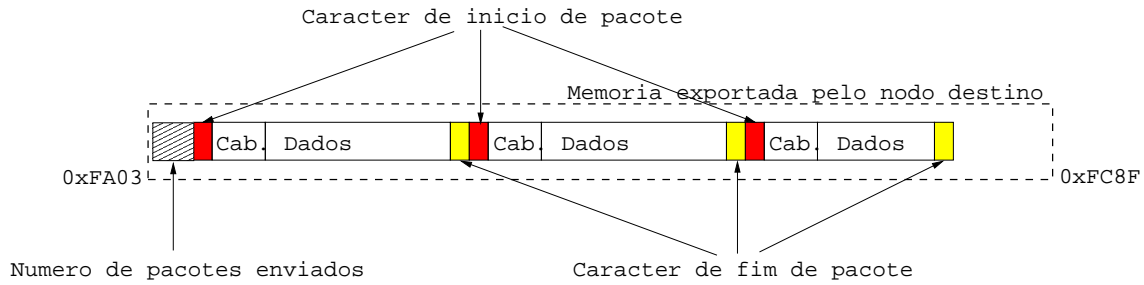 Caracter de inicio de pacote
Memoria exportada pelo nodo destino
Cab. Dados Cab. Dados Cab. Dados
0xFA03 0xFC8F
Numero de pacotes enviados Caracter de fim de pacote